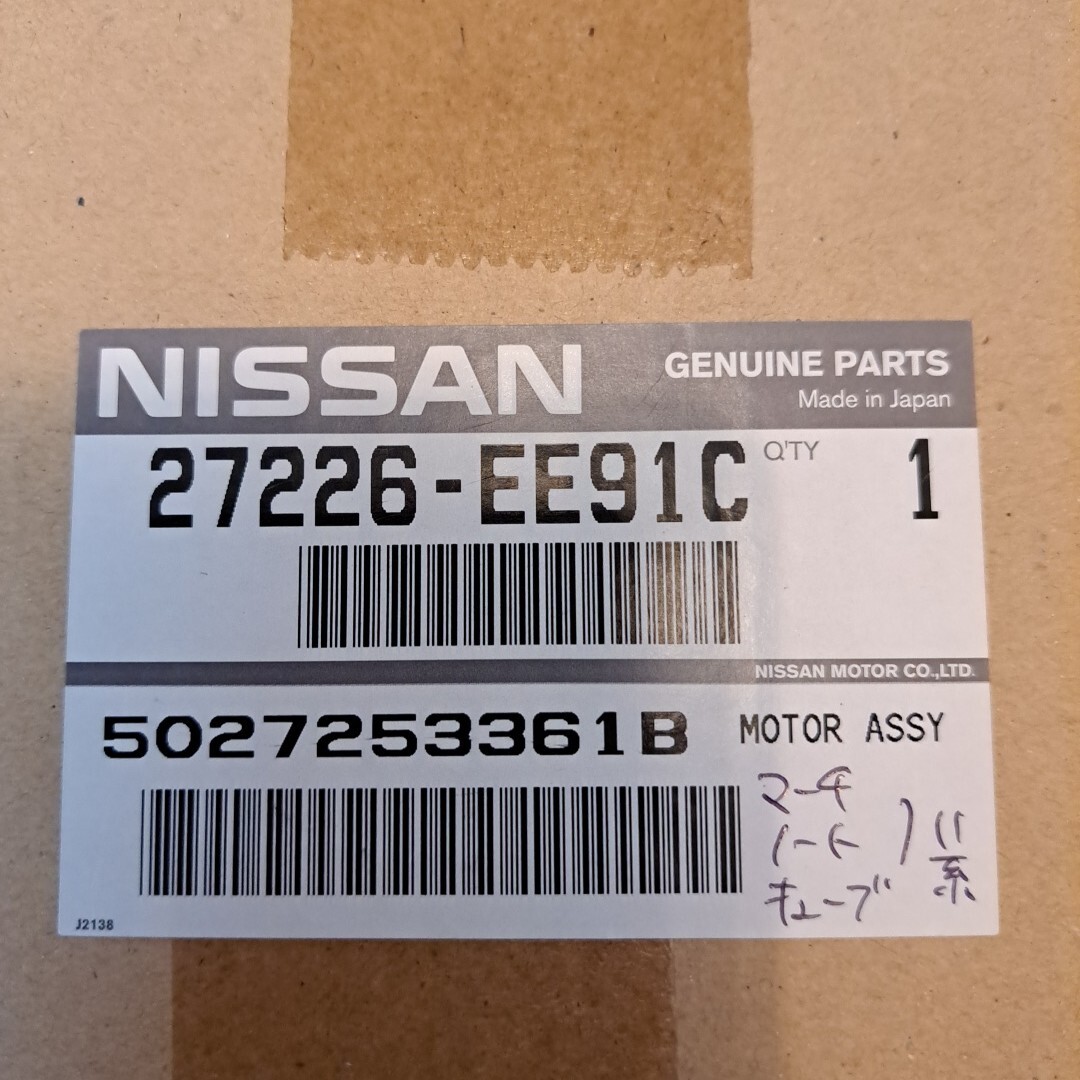 NISSAN
GENUINE PARTS
Made in Japan
27226-EE91C
Q'TY 1
NISSAN MOTOR CO.,LTD.
5027253361B
MOTOR ASSY
マーチ
ノート
キューブ
11系
J2138